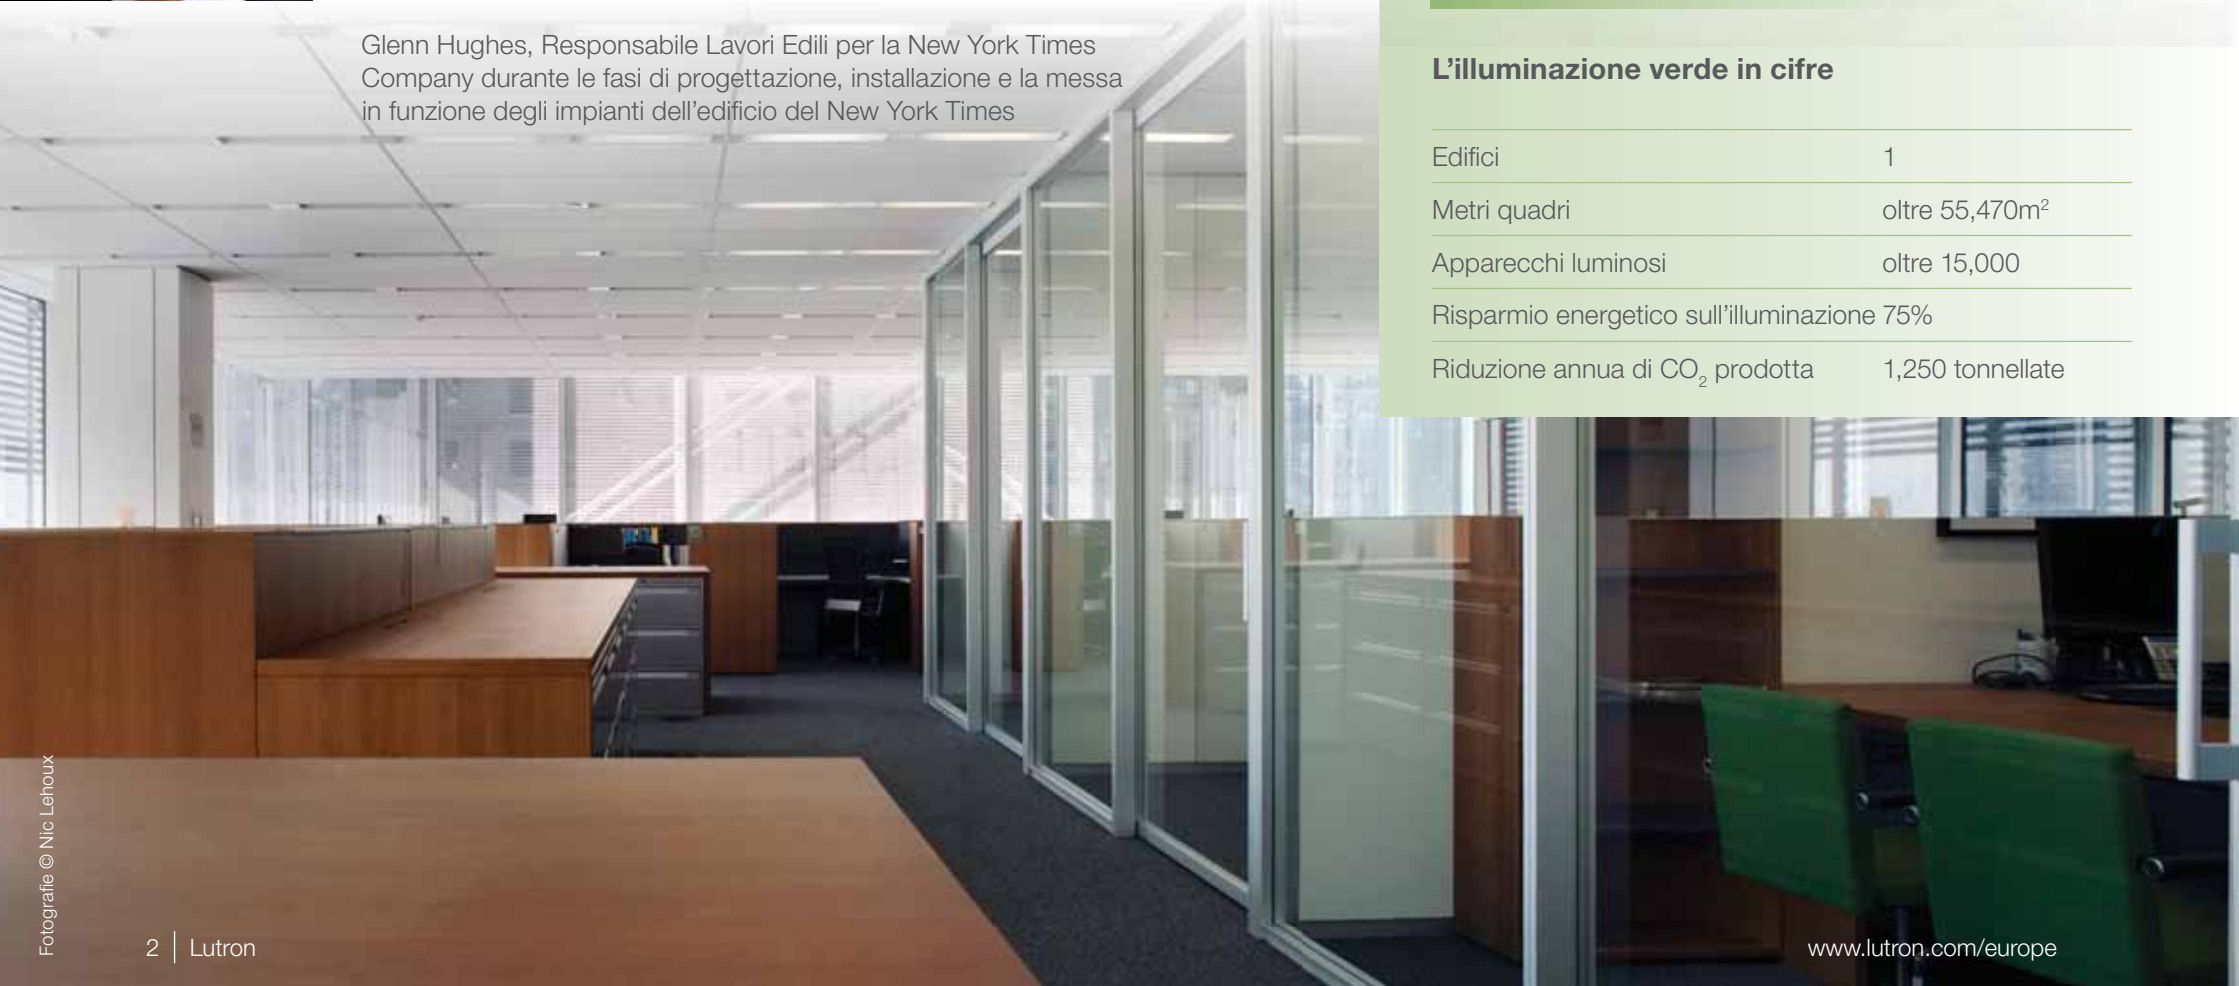 Glenn Hughes, Responsabile Lavori Edili per la New York Times
Company durante le fasi di progettazione, installazione e la messa
in funzione degli impianti dell'edificio del New York Times
L'illuminazione verde in cifre
Edifici 1
Metri quadri oltre 55,470m²
Apparecchi luminosi oltre 15,000
Risparmio energetico sull'illuminazione 75%
Riduzione annua di CO₂ prodotta 1,250 tonnellate
Fotografie © Nic Lehoux
2 | Lutron
www.lutron.com/europe